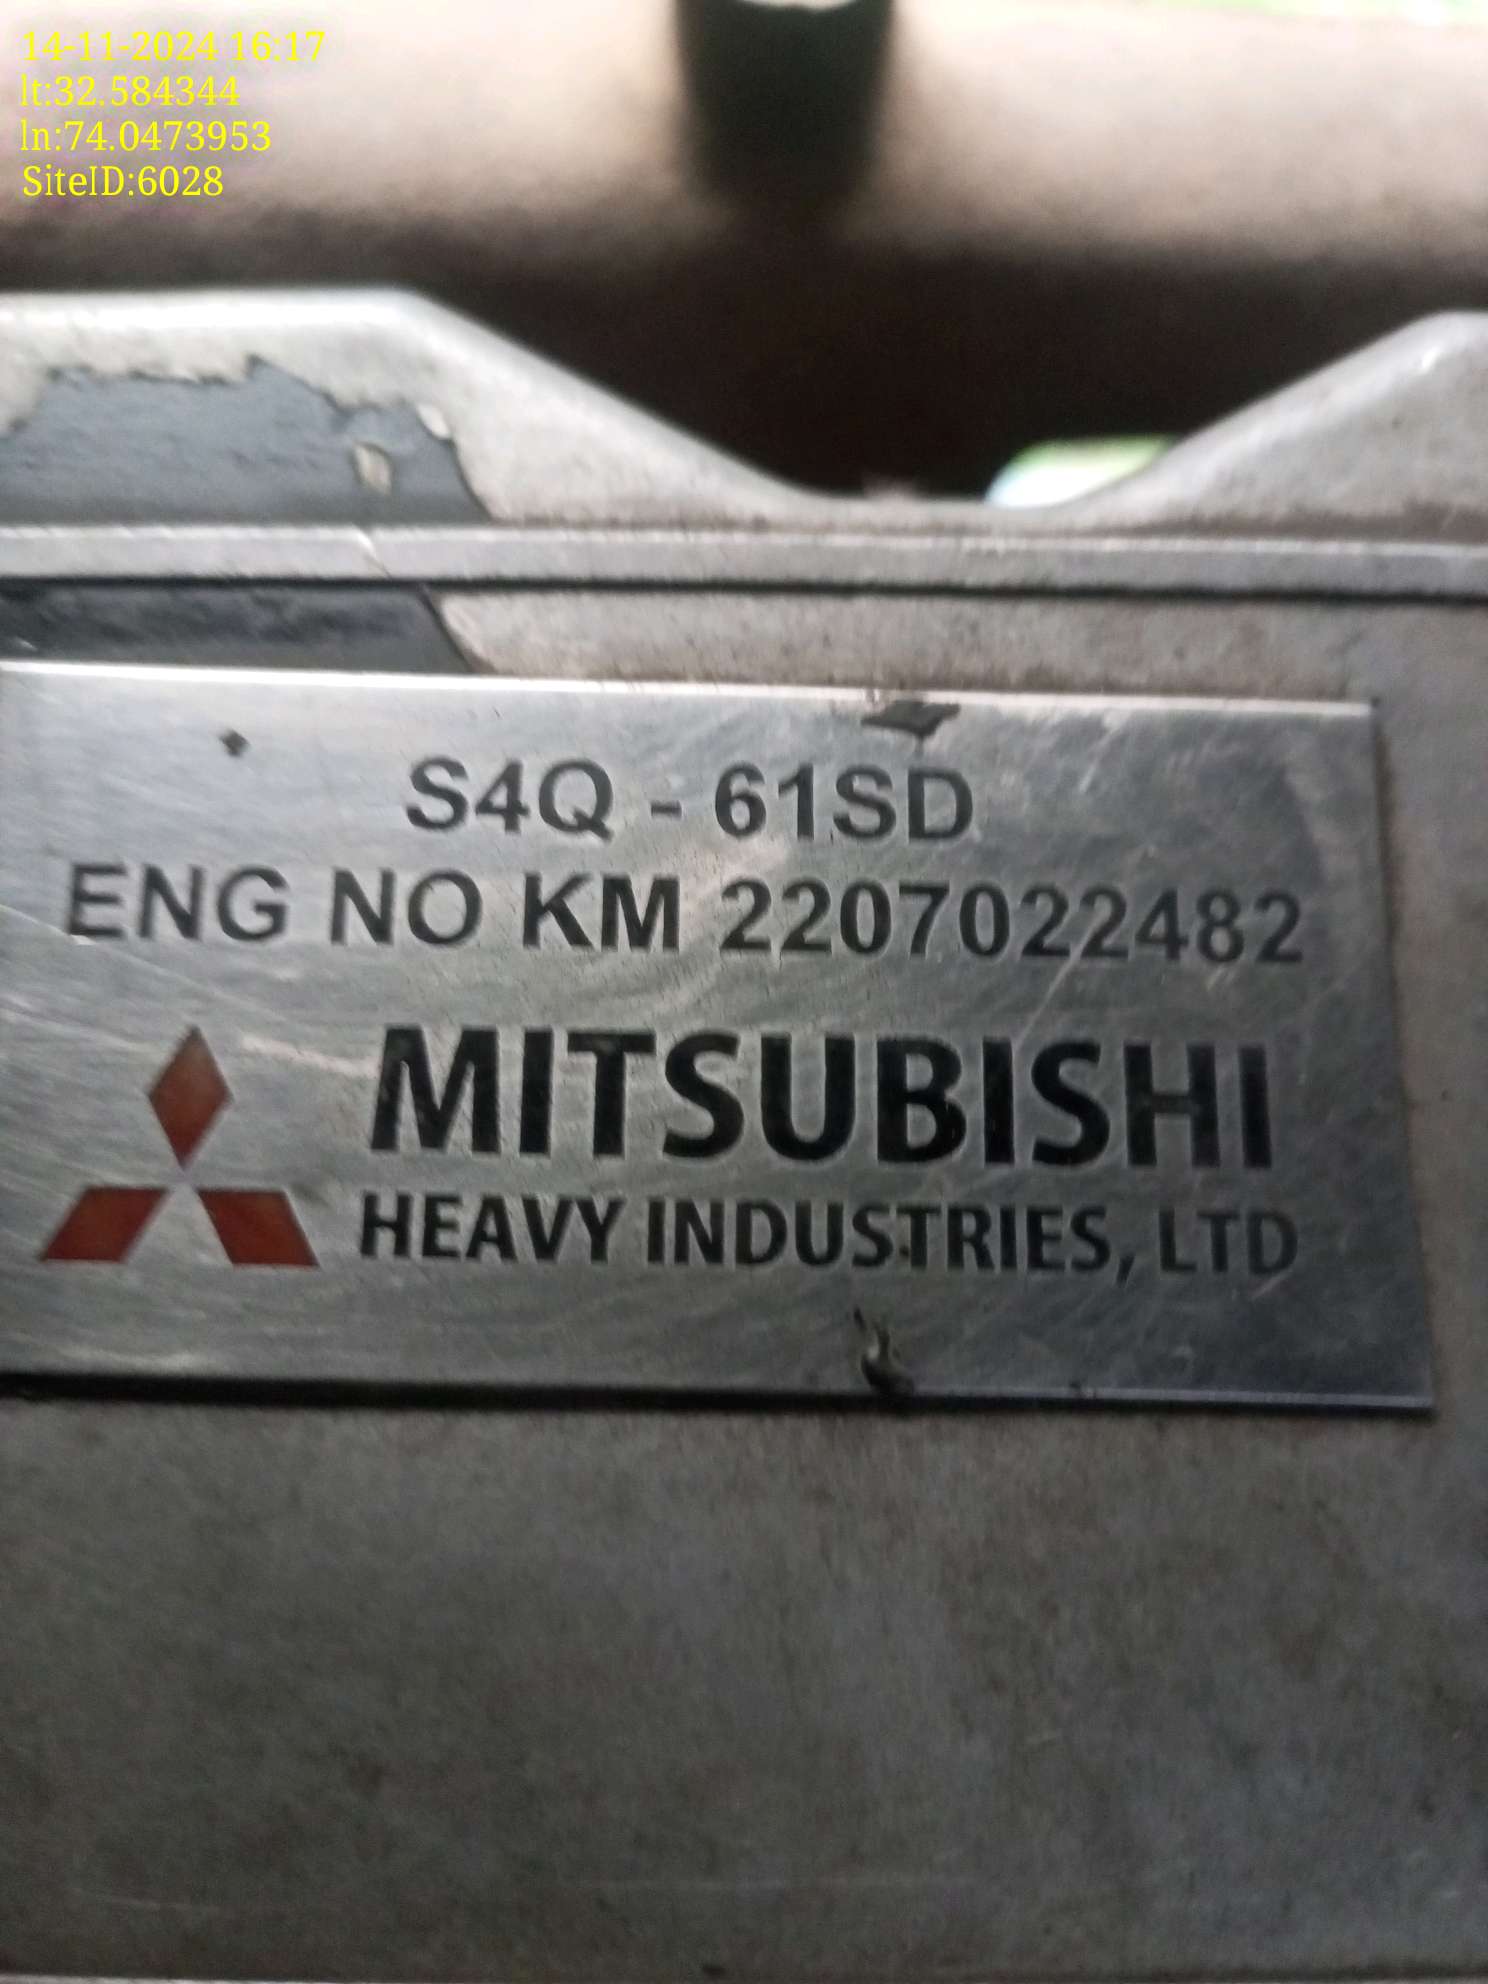 14-11-2024 16:17
lt:32.584344
ln:74.0473953
SiteID:6028
S4Q - 61SD
ENG NO KM 2207022482
MITSUBISHI
HEAVY INDUSTRIES, LTD